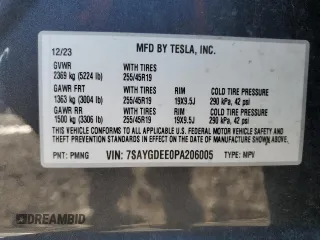 12/23 MFD BY TESLA, INC.
GVWR WITH TIRES
2369 kg (5224 lb) 255/45R19
GAWR FRT WITH TIRES RIM COLD TIRE PRESSURE
1363 kg (3004 lb) 255/45R19 19X9.5J 290 kPa, 42 psi
GAWR RR WITH TIRES RIM COLD TIRE PRESSURE
1500 kg (3306 lb) 255/45R19 19X9.5J 290 kPa, 42 psi
THIS VEHICLE CONFORMS TO ALL APPLICABLE U.S. FEDERAL MOTOR VEHICLE SAFETY AND
THEFT PREVENTION STANDARDS IN EFFECT ON THE DATE OF MANUFACTURE SHOWN ABOVE.
PNT: PMNG VIN: 7SAYGDEE0PA206005 TYPE: MPV
DREAMBID